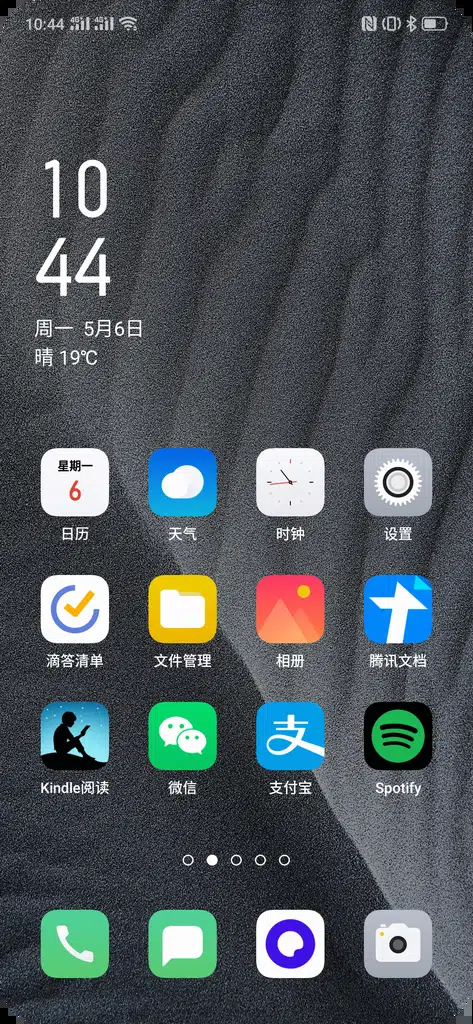 10:44
10
44
周一 5月6日
晴 19℃
星期一
6
日历
天气
时钟
设置
滴答清单
文件管理
相册
腾讯文档
Kindle阅读
微信
支
支付宝
Spotify